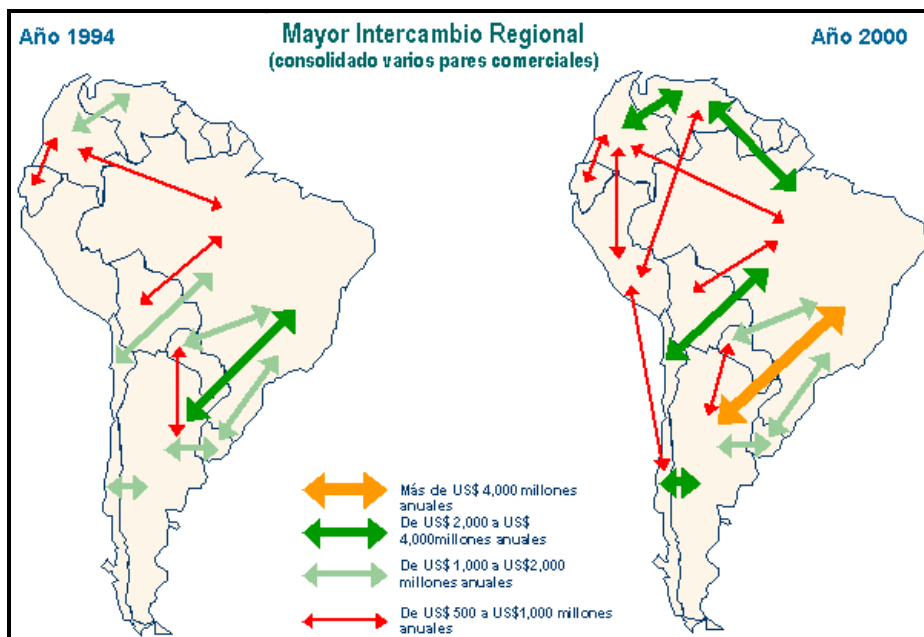 Año 1994
Mayor Intercambio Regional
(consolidado varios pares comerciales)
Año 2000
Más de US$ 4,000 millones
anuales
De US$ 2,000 a US$
4,000millones anuales
De US$ 1,000 a US$2,000
millones anuales
De US$ 500 a US$1,000 millones
anuales